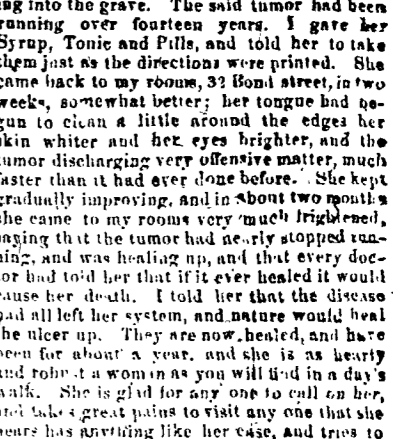 ng into the grave. The said tumor had been
running over fourteen years. I gave her
Syrup, Tonic and Pills, and told her to take
them just as the directions were printed. She
came back to my rooms, 32 Bond street, in two
weeks, somewhat better; her tongue had be-
gun to clean a little around the edges her
skin whiter and her eyes brighter, and the
tumor discharging very offensive matter, much
faster than it had ever done before. She kept
gradually improving, and in about two months
she came to my rooms very much frightened,
saying that the tumor had nearly stopped run-
ning, and was healing up, and that every doc-
tor had told her that if it ever healed it would
cause her death. I told her that the disease
had all left her system, and nature would heal
the ulcer up. They are now healed, and have
been for about a year, and she is as hearty
and robust a woman as you will find in a day's
walk. She is glad for any one to call on her,
and takes great pains to visit any one that she
hears has anything like her case, and tries to